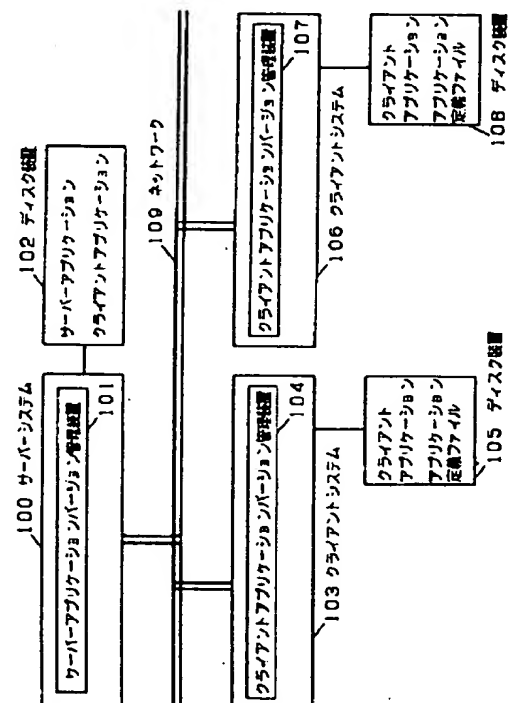 100 サーバーシステム
サーバーアプリケーションバージョン管理装置
101
102 ディスク装置
サーバーアプリケーション
クライアントアプリケーション
109 ネットワーク
クライアントアプリケーションバージョン管理装置
104
103 クライアントシステム
クライアント
アプリケーション
アプリケーション
定義ファイル
105 ディスク装置
クライアントアプリケーションバージョン管理装置
107
106 クライアントシステム
クライアント
アプリケーション
アプリケーション
定義ファイル
108 ディスク装置